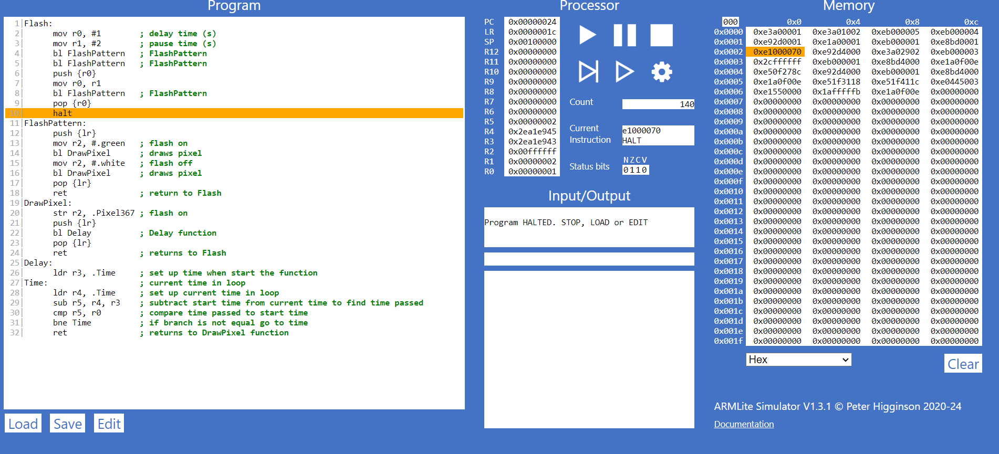 Program
1|Flash:
2|      mov r0, #1        ; delay time (s)
3|      mov r1, #2        ; pause time (s)
4|      bl FlashPattern   ; FlashPattern
5|      bl FlashPattern   ; FlashPattern
6|      push {r0}
7|      mov r0, r1
8|      bl FlashPattern   ; FlashPattern
9|      pop {r0}
10|      halt
11|FlashPattern:
12|      push {lr}
13|      mov r2, #.green   ; flash on
14|      bl DrawPixel      ; draws pixel
15|      mov r2, #.white   ; flash off
16|      bl DrawPixel      ; draws pixel
17|      pop {lr}
18|      ret               ; return to Flash
19|DrawPixel:
20|      str r2, .Pixel367 ; flash on
21|      push {lr}
22|      bl Delay          ; Delay function
23|      pop {lr}
24|      ret               ; returns to Flash
25|Delay:
26|      ldr r3, .Time     ; set up time when start the function
27|Time:                   ; current time in loop
28|      ldr r4, .Time     ; set up current time in loop
29|      sub r5, r4, r3    ; subtract start time from current time to find time passed
30|      cmp r5, r0        ; compare time passed to start time
31|      bne Time          ; if branch is not equal go to time
32|      ret               ; returns to DrawPixel function
Load Save Edit
Processor
PC 0x00000024
LR 0x0000001c
SP 0x00100000
R12 0x00000000
R11 0x00000000
R10 0x00000000
R9 0x00000000
R8 0x00000000
R7 0x00000000
R6 0x00000000
R5 0x00000002
R4 0x2ea1e945
R3 0x2ea1e943
R2 0x00ffffff
R1 0x00000002
R0 0x00000001
Count 140
Current Instruction
e1000070
HALT
NZCV
Status bits 0110
Input/Output
Program HALTED. STOP, LOAD or EDIT
Memory
000 0x0 0x4 0x8 0xc
0x0000 0xe3a00001 0xe3a01002 0xeb000005 0xeb000004
0x0001 0xe92d0001 0xe1a00001 0xeb000001 0xe8bd0001
0x0002 0xe1000070 0xe92d4000 0xe3a02902 0xeb000003
0x0003 0x2cffffff 0xeb000001 0xe8bd4000 0xe1a0f00e
0x0004 0xe50f278c 0xe92d4000 0xeb000001 0xe8bd4000
0x0005 0xe1a0f00e 0xe51f3118 0xe51f411c 0xe0445003
0x0006 0xe1550000 0x1afffffb 0xe1a0f00e 0x00000000
0x0007 0x00000000 0x00000000 0x00000000 0x00000000
0x0008 0x00000000 0x00000000 0x00000000 0x00000000
0x0009 0x00000000 0x00000000 0x00000000 0x00000000
0x000a 0x00000000 0x00000000 0x00000000 0x00000000
0x000b 0x00000000 0x00000000 0x00000000 0x00000000
0x000c 0x00000000 0x00000000 0x00000000 0x00000000
0x000d 0x00000000 0x00000000 0x00000000 0x00000000
0x000e 0x00000000 0x00000000 0x00000000 0x00000000
0x000f 0x00000000 0x00000000 0x00000000 0x00000000
0x0010 0x00000000 0x00000000 0x00000000 0x00000000
0x0011 0x00000000 0x00000000 0x00000000 0x00000000
0x0012 0x00000000 0x00000000 0x00000000 0x00000000
0x0013 0x00000000 0x00000000 0x00000000 0x00000000
0x0014 0x00000000 0x00000000 0x00000000 0x00000000
0x0015 0x00000000 0x00000000 0x00000000 0x00000000
0x0016 0x00000000 0x00000000 0x00000000 0x00000000
0x0017 0x00000000 0x00000000 0x00000000 0x00000000
0x0018 0x00000000 0x00000000 0x00000000 0x00000000
0x0019 0x00000000 0x00000000 0x00000000 0x00000000
0x001a 0x00000000 0x00000000 0x00000000 0x00000000
0x001b 0x00000000 0x00000000 0x00000000 0x00000000
0x001c 0x00000000 0x00000000 0x00000000 0x00000000
0x001d 0x00000000 0x00000000 0x00000000 0x00000000
0x001e 0x00000000 0x00000000 0x00000000 0x00000000
0x001f 0x00000000 0x00000000 0x00000000 0x00000000
Hex
Clear
ARMLite Simulator V1.3.1 © Peter Higginson 2020-24
Documentation